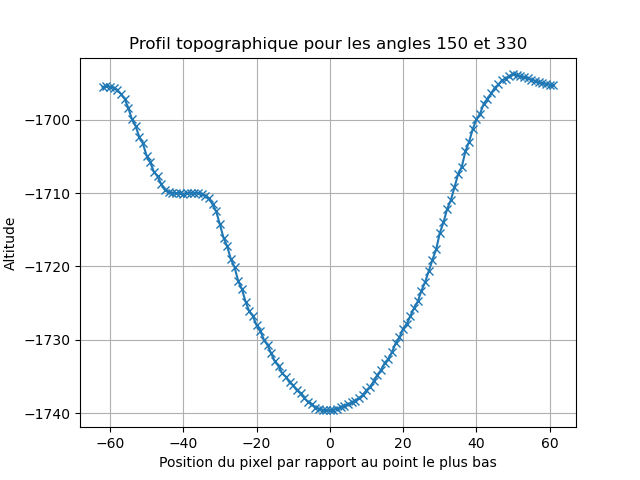 Profil topographique pour les angles 150 et 330
Altitude
−1700
−1710
−1720
−1730
−1740
−60 −40 −20 0 20 40 60
Position du pixel par rapport au point le plus bas